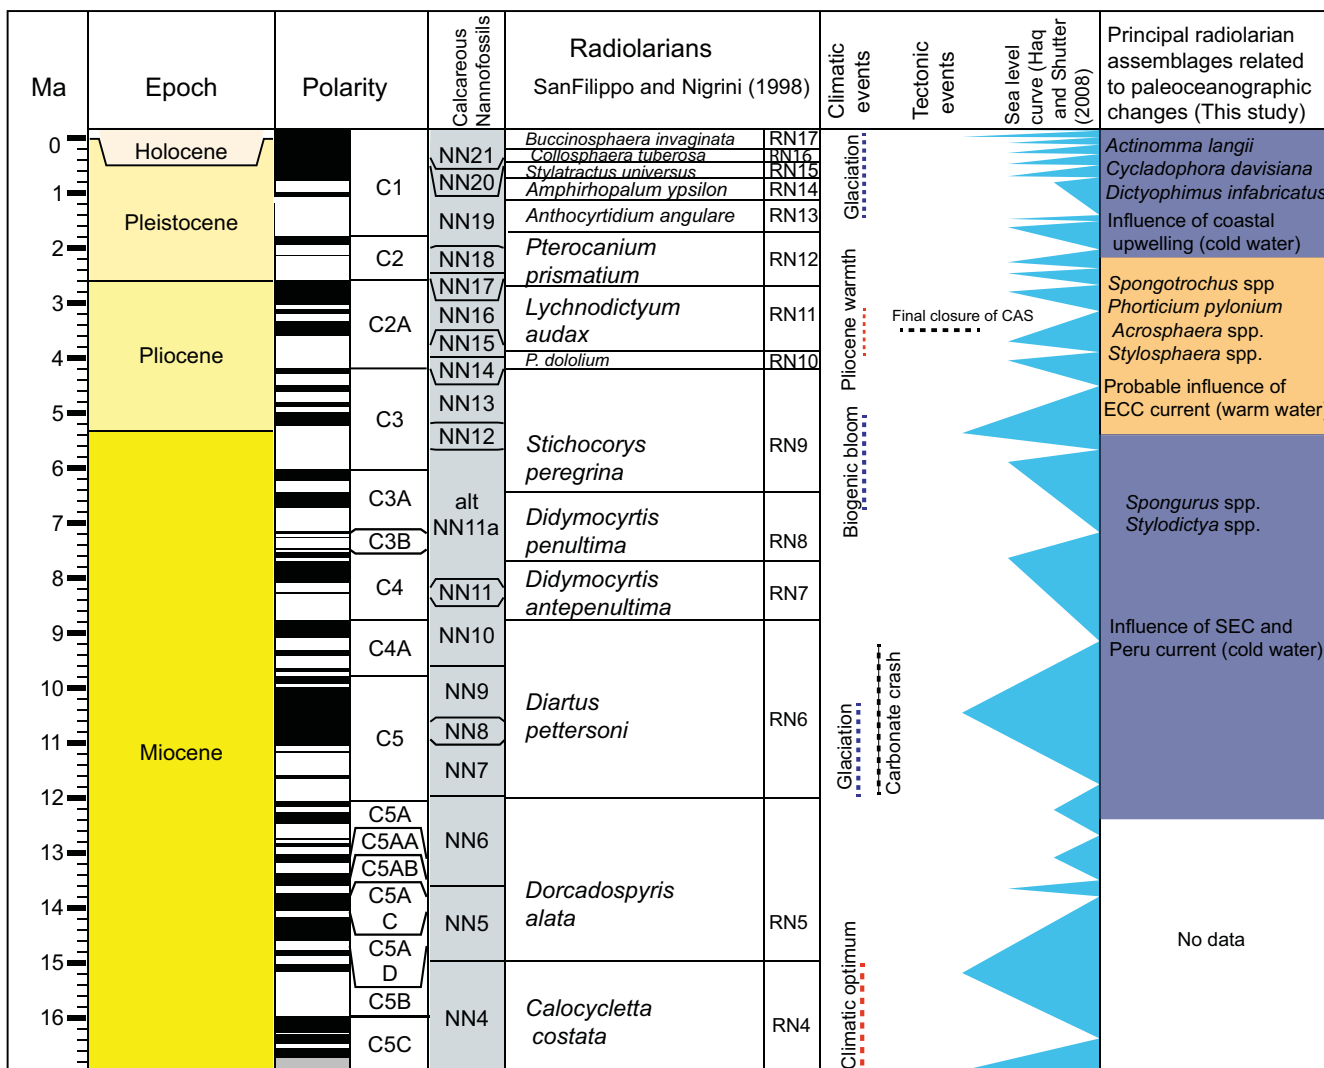 Ma
Epoch
Polarity
Calcareous
Nannofossils
Radiolarians
SanFilippo and Nigrini (1998)
Climatic
events
Tectonic
events
Sea level
curve (Haq
and Shutter
(2008)
Principal radiolarian
assemblages related
to paleoceanographic
changes (This study)
0
1
2
3
4
5
6
7
8
9
10
11
12
13
14
15
16
Holocene
Pleistocene
Pliocene
Miocene
C1
C2
C2A
C3
C3A
C3B
C4
C4A
C5
C5A
C5AA
C5AB
C5A
C
C5A
D
C5B
C5C
NN21
NN20
NN19
NN18
NN17
NN16
NN15
NN14
NN13
NN12
alt
NN11a
NN11
NN10
NN9
NN8
NN7
NN6
NN5
NN4
Buccinosphaera invaginata RN17
Collosphaera tuberosa RN16
Stylatractus universus RN15
Amphirhopalum ypsilon RN14
Anthocyrtidium angulare RN13
Pterocanium
prismatium
RN12
Lychnodictyum
audax
RN11
P. dololium RN10
Stichocorys
peregrina
RN9
Didymocyrtis
penultima
RN8
Didymocyrtis
antepenultima
RN7
Diartus
pettersoni
RN6
Dorcadospyris
alata
RN5
Calocycletta
costata
RN4
Glaciation
Pliocene warmth
Biogenic bloom
Glaciation
Climatic optimum
Final closure of CAS
Carbonate crash
Actinomma langii
Cycladophora davisiana
Dictyophimus infabricatus
Influence of coastal
upwelling (cold water)
Spongotrochus spp
Phorticium pylonium
Acrosphaera spp.
Stylosphaera spp.
Probable influence of
ECC current (warm water)
Spongurus spp.
Stylodictya spp.
Influence of SEC and
Peru current (cold water)
No data